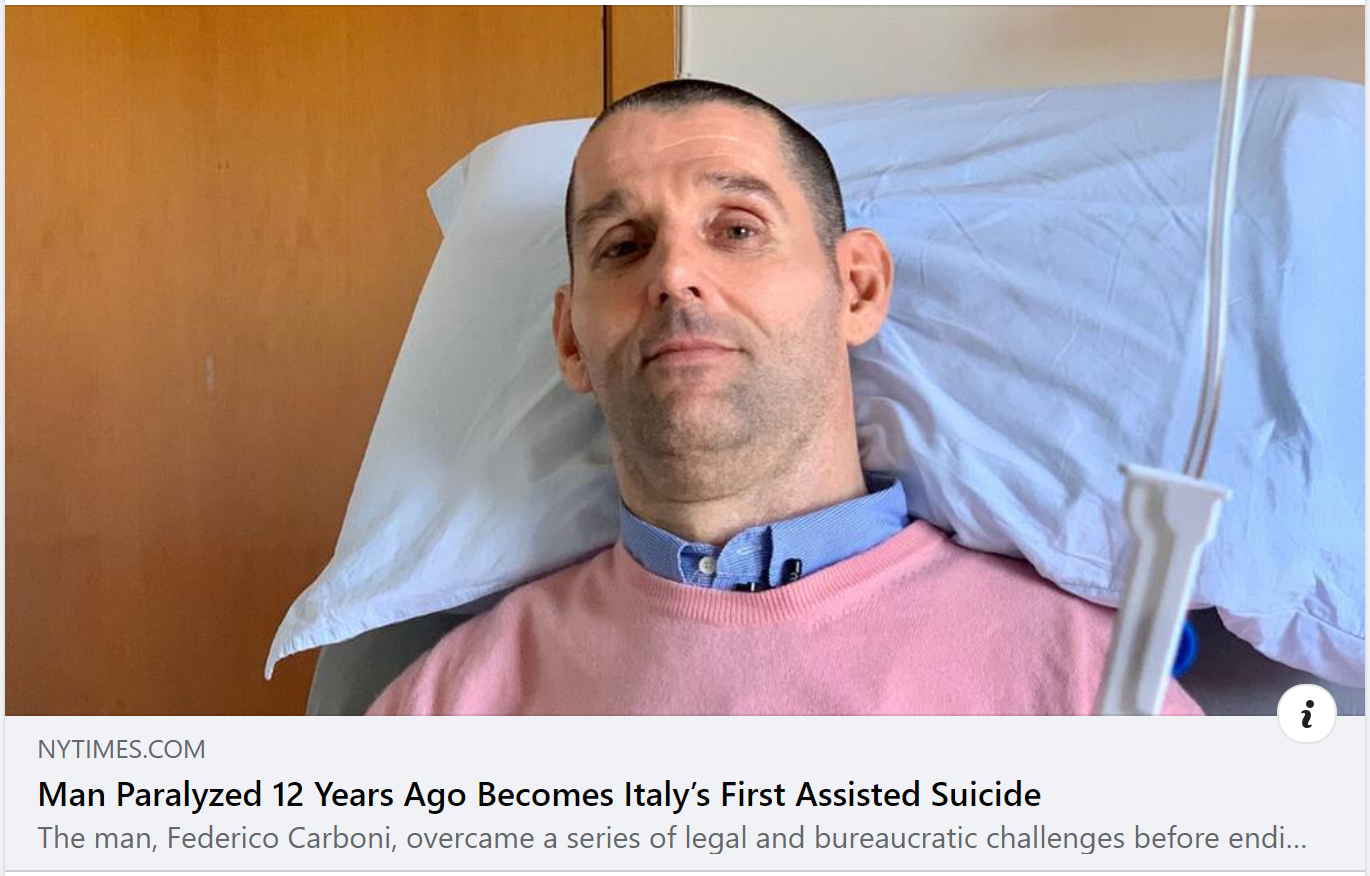 NYTIMES.COM
Man Paralyzed 12 Years Ago Becomes Italy’s First Assisted Suicide
The man, Federico Carboni, overcame a series of legal and bureaucratic challenges before endi...